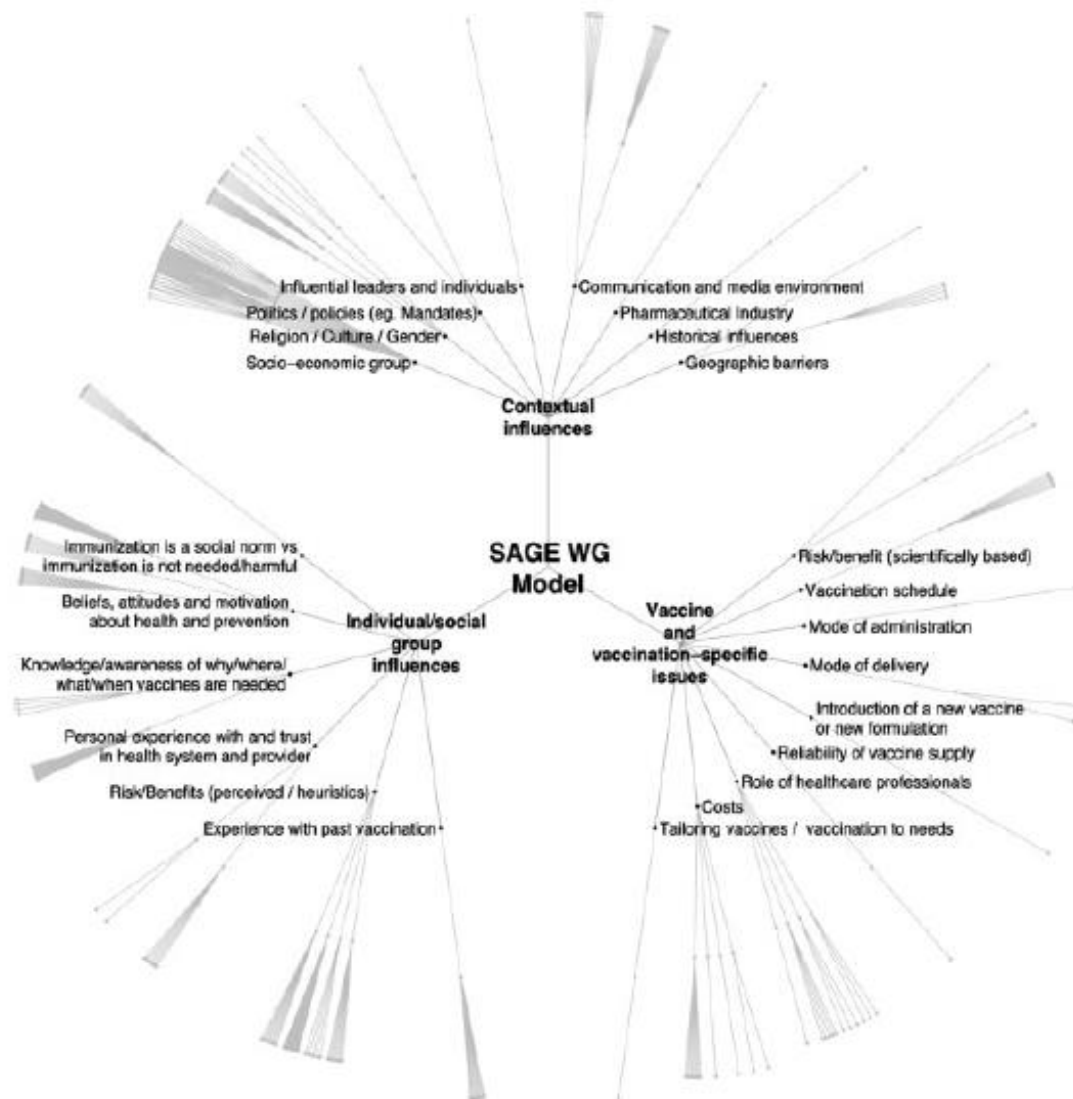 Influential leaders and individuals
Politics / policies (eg. Mandates)
Religion / Culture / Gender
Socio-economic group
Communication and media environment
Pharmaceutical Industry
Historical influences
Geographic barriers
Contextual
influences
SAGE WG
Model
Immunization is a social norm vs
immunization is not needed/harmful
Beliefs, attitudes and motivation
about health and prevention
Knowledge/awareness of why/where/
what/when vaccines are needed
Personal experience with and trust
in health system and provider
Risk/Benefits (perceived / heuristics)
Experience with past vaccination
Individual/social
group
influences
Vaccine
and
vaccination-specific
issues
Risk/benefit (scientifically based)
Vaccination schedule
Mode of administration
Mode of delivery
Introduction of a new vaccine
or new formulation
Reliability of vaccine supply
Role of healthcare professionals
Costs
Tailoring vaccines / vaccination to needs